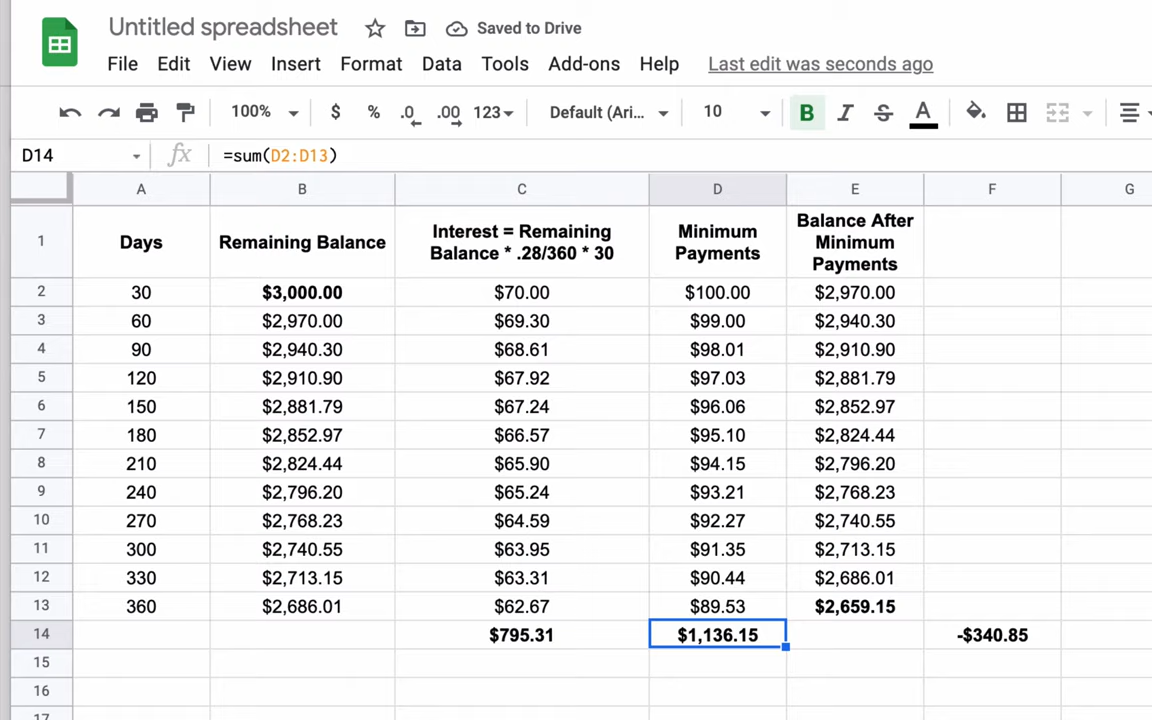 Untitled spreadsheet Saved to Drive
File Edit View Insert Format Data Tools Add-ons Help Last edit was seconds ago
100% $ % .0 .00 123 Default (Ari... 10 B I S A
D14 fx =sum(D2:D13)
A B C D E F G
1 Days Remaining Balance Interest = Remaining Balance * .28/360 * 30 Minimum Payments Balance After Minimum Payments
2 30 $3,000.00 $70.00 $100.00 $2,970.00
3 60 $2,970.00 $69.30 $99.00 $2,940.30
4 90 $2,940.30 $68.61 $98.01 $2,910.90
5 120 $2,910.90 $67.92 $97.03 $2,881.79
6 150 $2,881.79 $67.24 $96.06 $2,852.97
7 180 $2,852.97 $66.57 $95.10 $2,824.44
8 210 $2,824.44 $65.90 $94.15 $2,796.20
9 240 $2,796.20 $65.24 $93.21 $2,768.23
10 270 $2,768.23 $64.59 $92.27 $2,740.55
11 300 $2,740.55 $63.95 $91.35 $2,713.15
12 330 $2,713.15 $63.31 $90.44 $2,686.01
13 360 $2,686.01 $62.67 $89.53 $2,659.15
14 $795.31 $1,136.15 -$340.85
15
16
17